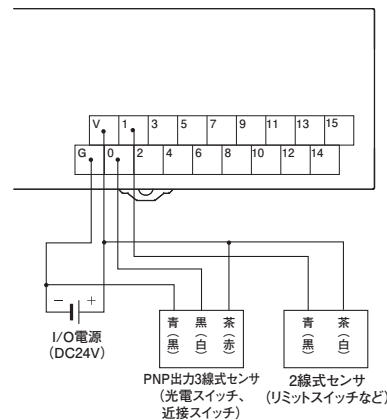 V 1 3 5 7 9 11 13 15
G 0 2 4 6 8 10 12 14
− +
I/O電源
(DC24V)
青(黒) 黒(白) 茶(赤)
青(黒) 茶(白)
PNP出力3線式センサ
(光電スイッチ、
近接スイッチ)
2線式センサ
(リミットスイッチなど)